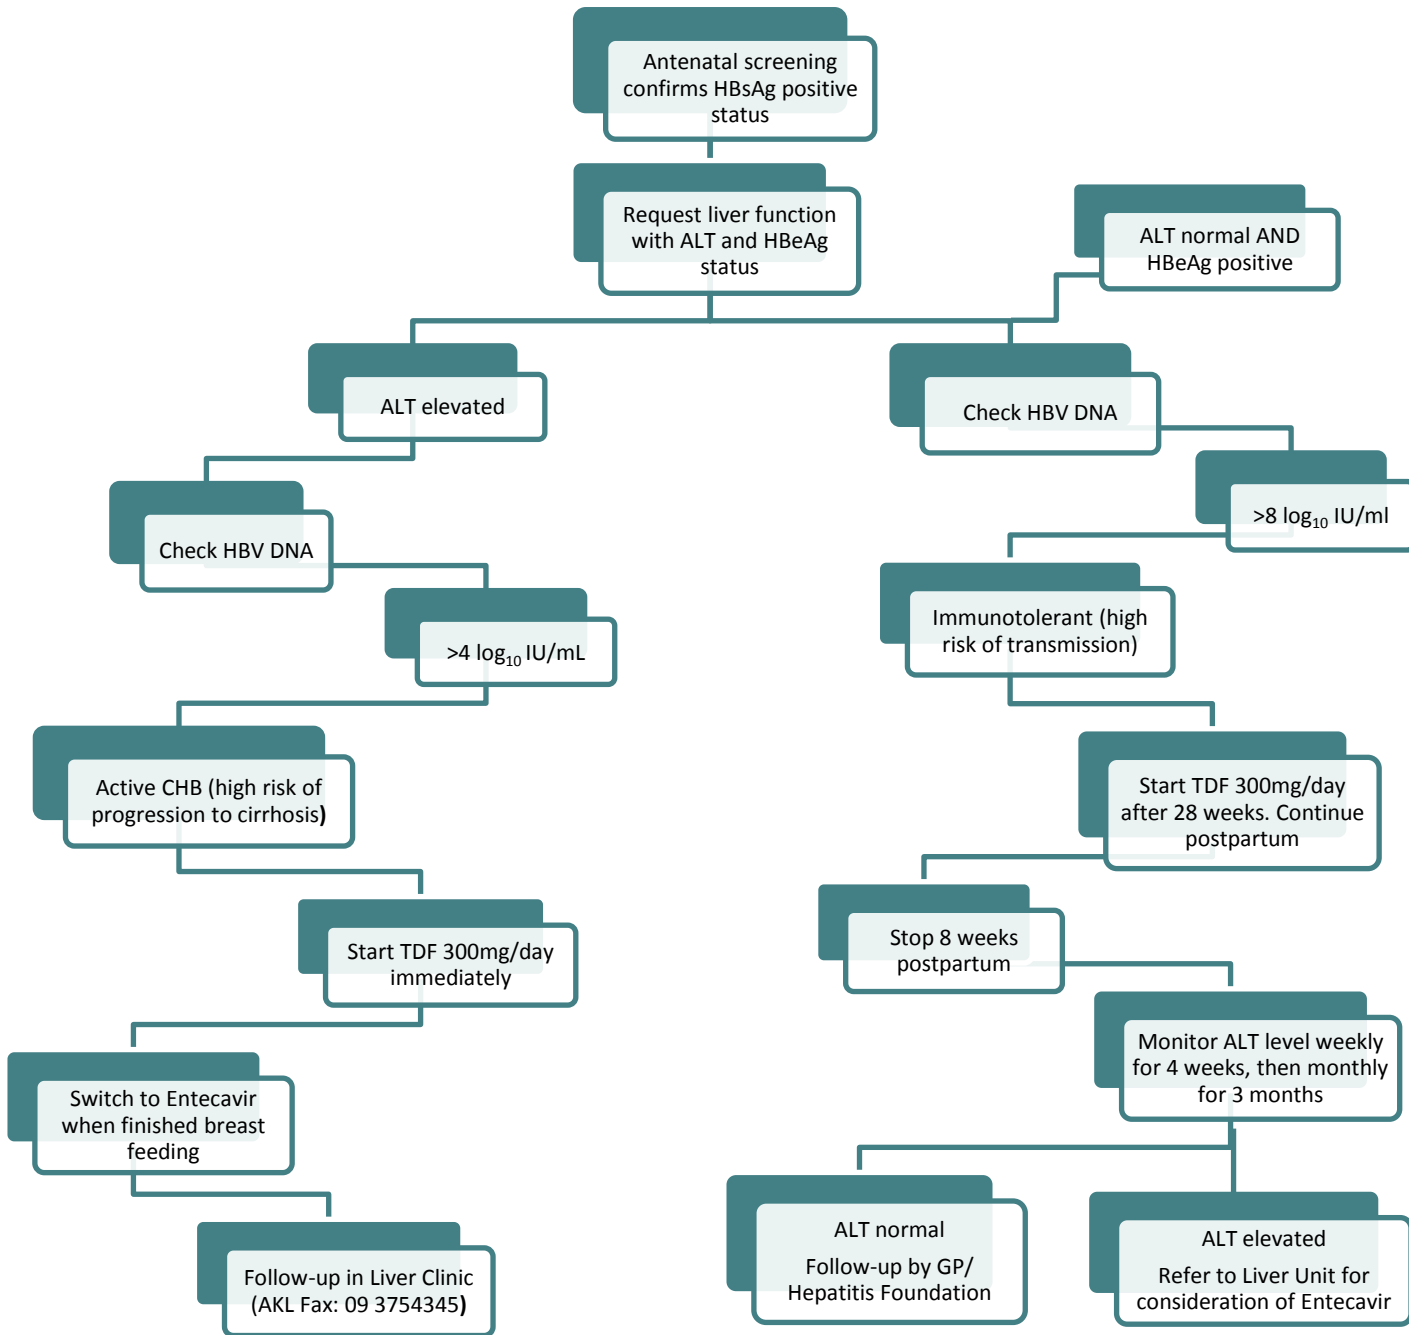 Antenatal screening
confirms HBsAg positive
status
Request liver function
with ALT and HBeAg
status
ALT normal AND
HBeAg positive
ALT elevated
Check HBV DNA
Check HBV DNA
>8 log₁₀ IU/ml
>4 log₁₀ IU/mL
Immunotolerant (high
risk of transmission)
Active CHB (high risk of
progression to cirrhosis)
Start TDF 300mg/day
after 28 weeks. Continue
postpartum
Start TDF 300mg/day
immediately
Stop 8 weeks
postpartum
Monitor ALT level weekly
for 4 weeks, then monthly
for 3 months
Switch to Entecavir
when finished breast
feeding
Follow-up in Liver Clinic
(AKL Fax: 09 3754345)
ALT normal
Follow-up by GP/
Hepatitis Foundation
ALT elevated
Refer to Liver Unit for
consideration of Entecavir